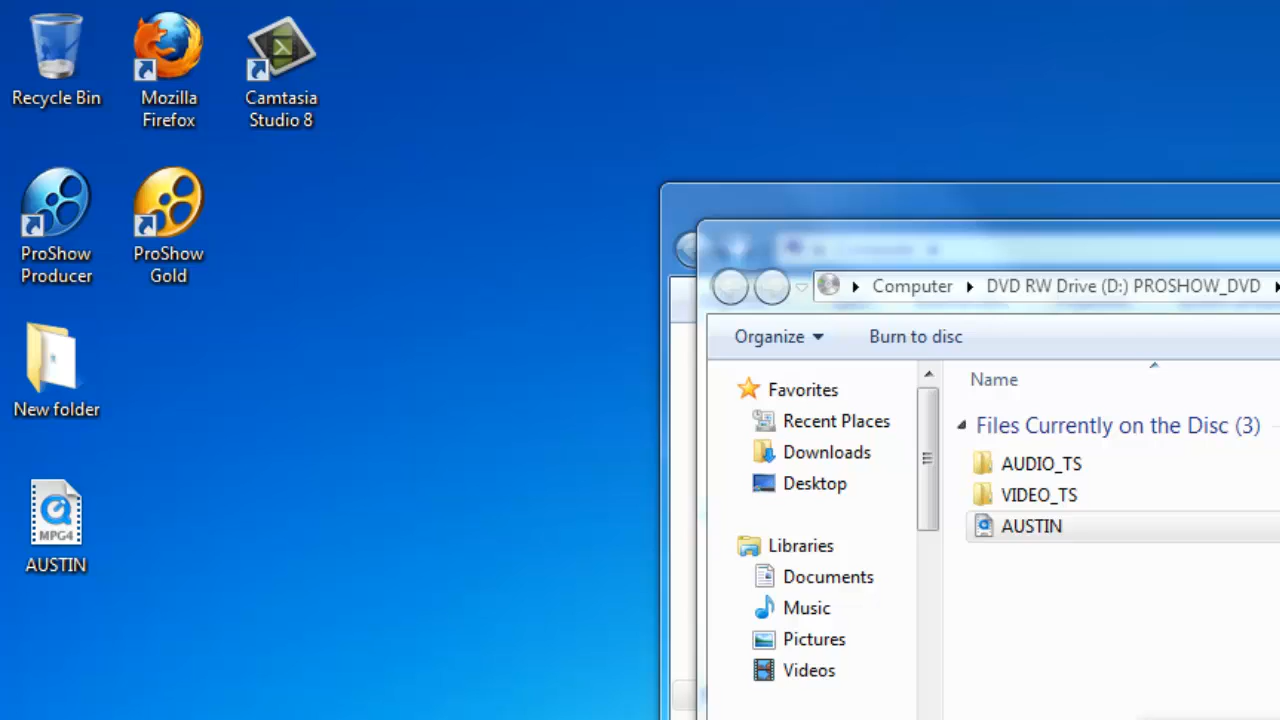 Recycle Bin
Mozilla
Firefox
Camtasia
Studio 8
ProShow
Producer
ProShow
Gold
New folder
MPG4
AUSTIN
Computer
DVD RW Drive (D:) PROSHOW_DVD
Organize
Burn to disc
Favorites
Recent Places
Downloads
Desktop
Libraries
Documents
Music
Pictures
Videos
Name
Files Currently on the Disc (3)
AUDIO_TS
VIDEO_TS
AUSTIN